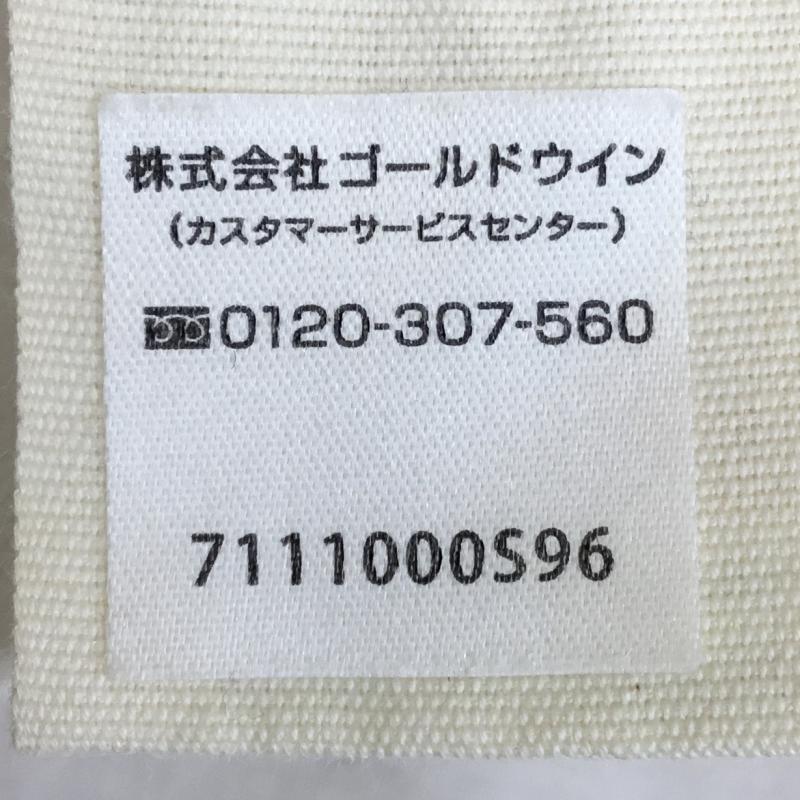 株式会社ゴールドウイン
（カスタマーサービスセンター）
0120-307-560
7111000S96